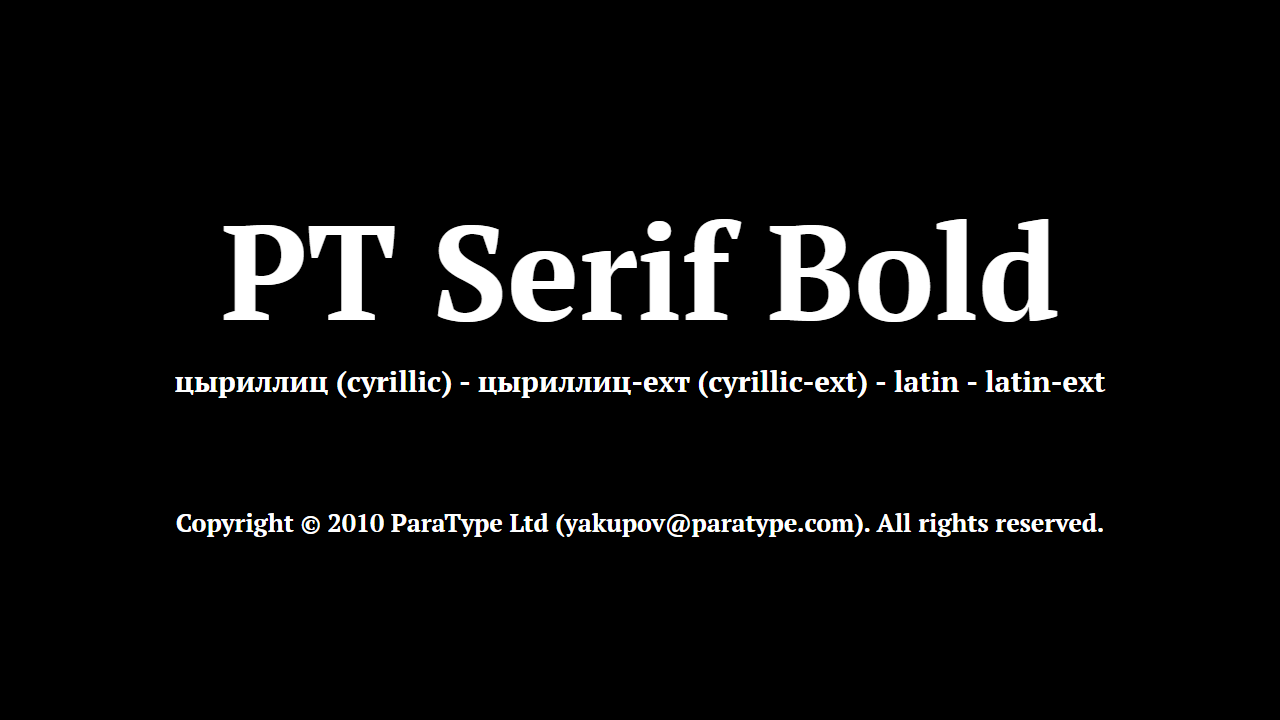 PT Serif Bold
цыриллиц (cyrillic) - цыриллиц-ехт (cyrillic-ext) - latin - latin-ext
Copyright © 2010 ParaType Ltd (yakupov@paratype.com). All rights reserved.